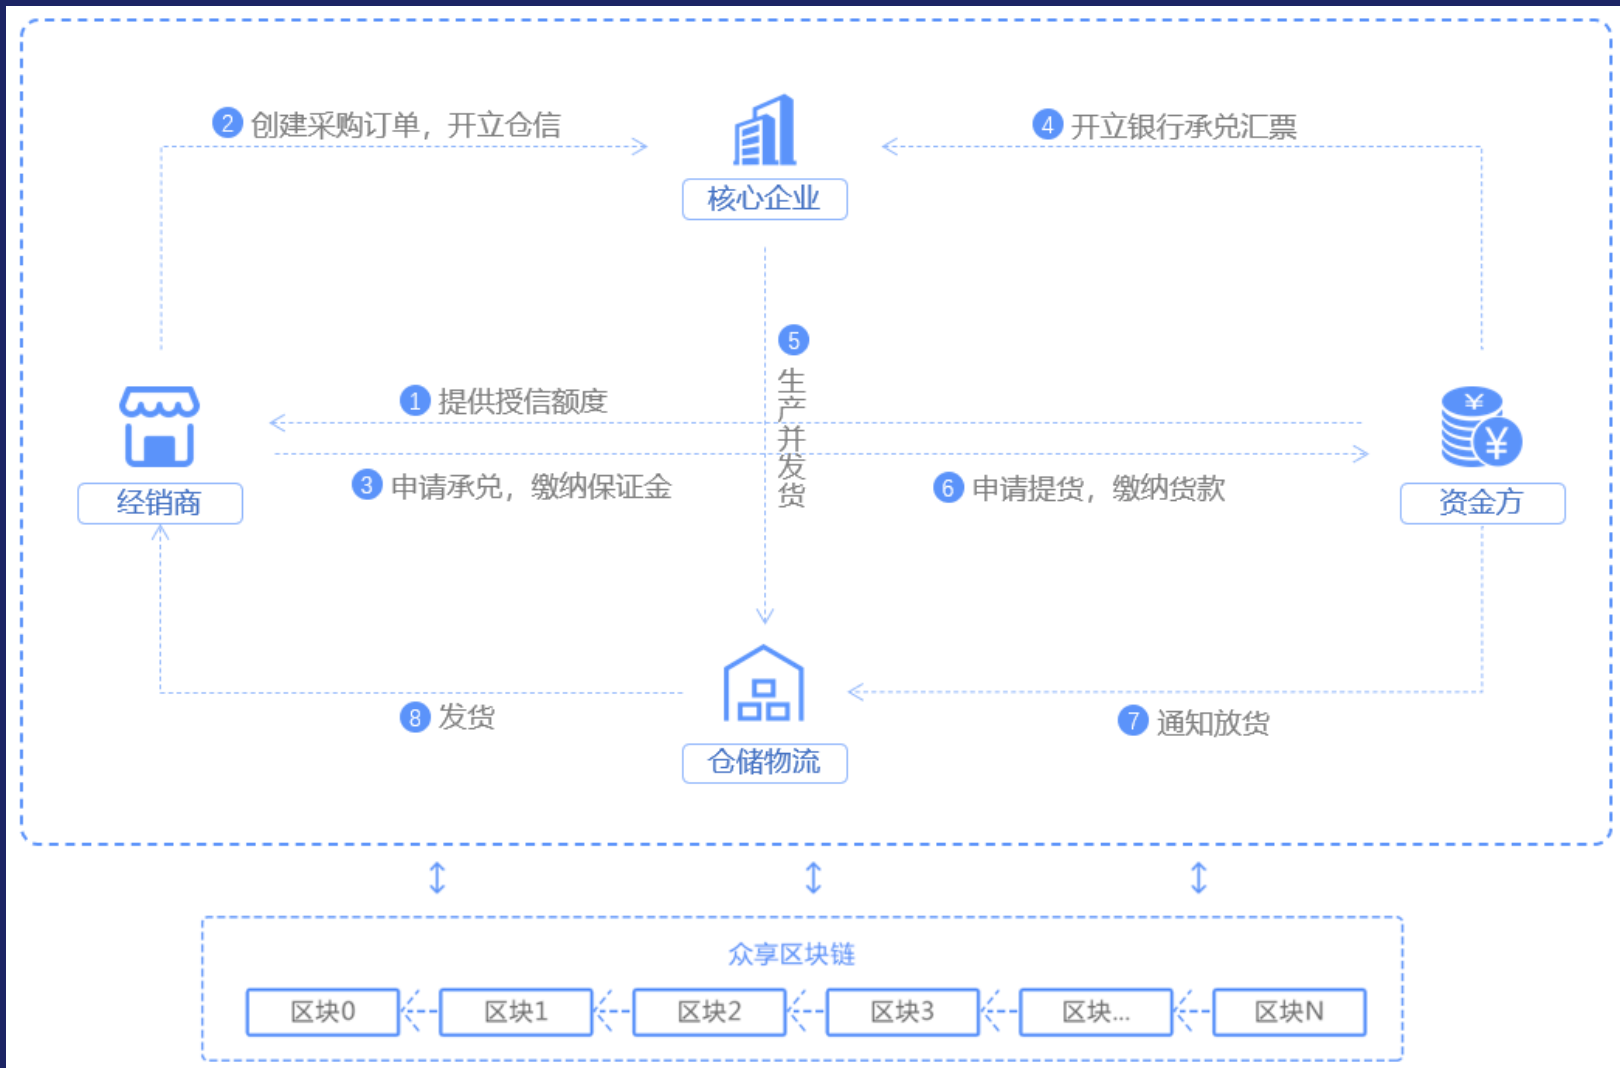 2 创建采购订单，开立仓信
4 开立银行承兑汇票
核心企业
5
生产并发货
1 提供授信额度
3 申请承兑，缴纳保证金
6 申请提货，缴纳货款
经销商
资金方
8 发货
7 通知放货
仓储物流
众享区块链
区块0
区块1
区块2
区块3
区块...
区块N